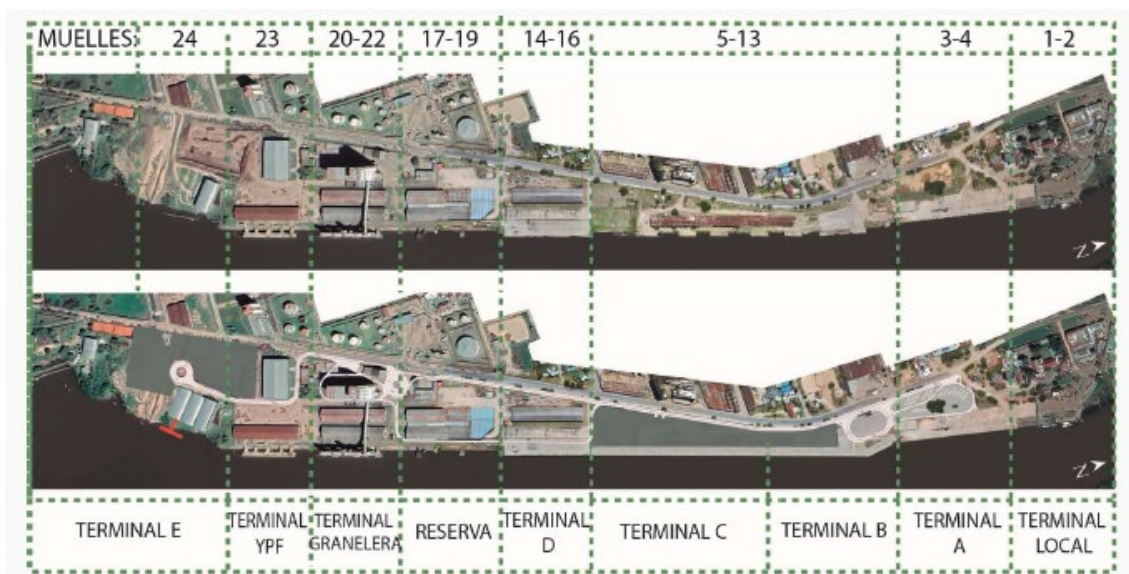 MUELLES: 24 23 20-22 17-19 14-16 5-13 3-4 1-2
N
N
TERMINAL E
TERMINAL
YPF
TERMINAL
GRANELERA
RESERVA
TERMINAL
D
TERMINAL C
TERMINAL B
TERMINAL
A
TERMINAL
LOCAL